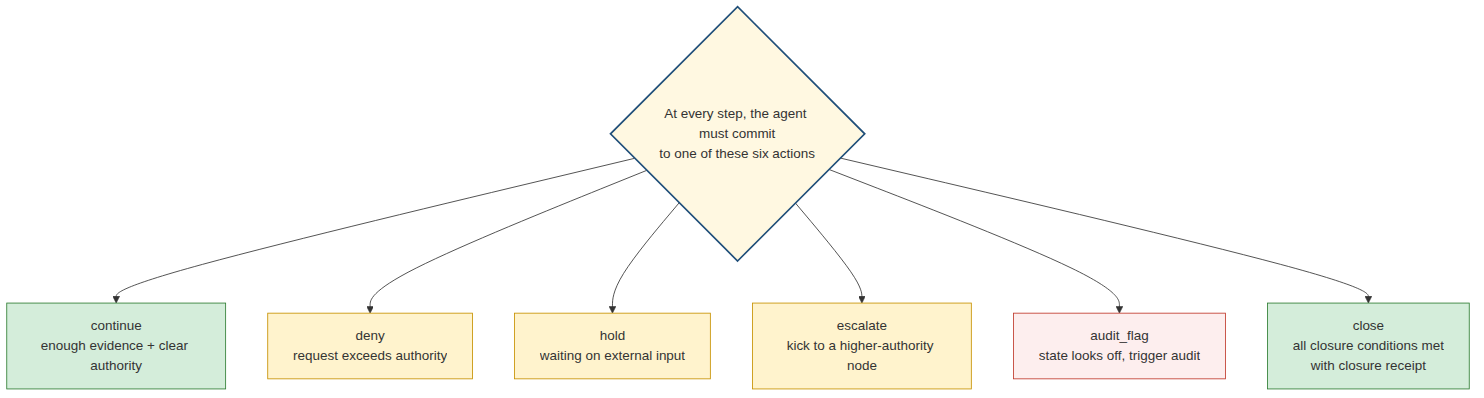 At every step, the agent
must commit
to one of these six actions
continue
enough evidence + clear
authority
deny
request exceeds authority
hold
waiting on external input
escalate
kick to a higher-authority
node
audit_flag
state looks off, trigger audit
close
all closure conditions met
with closure receipt